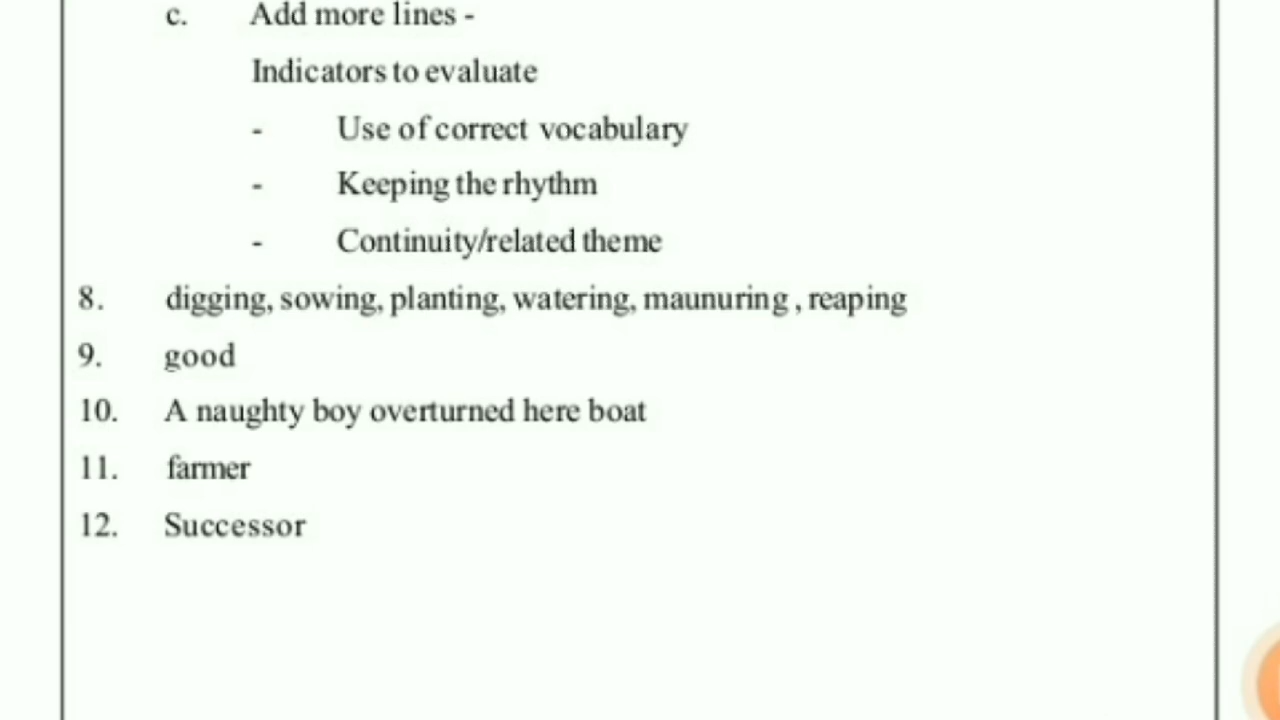 c. Add more lines -
Indicators to evaluate
- Use of correct vocabulary
- Keeping the rhythm
- Continuity/related theme
8. digging, sowing, planting, watering, maunuring , reaping
9. good
10. A naughty boy overturned here boat
11. farmer
12. Successor